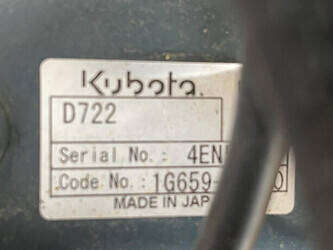 Kubota
D722
Serial No.: 4EN
Code No.: 1G659-
MADE IN JAP